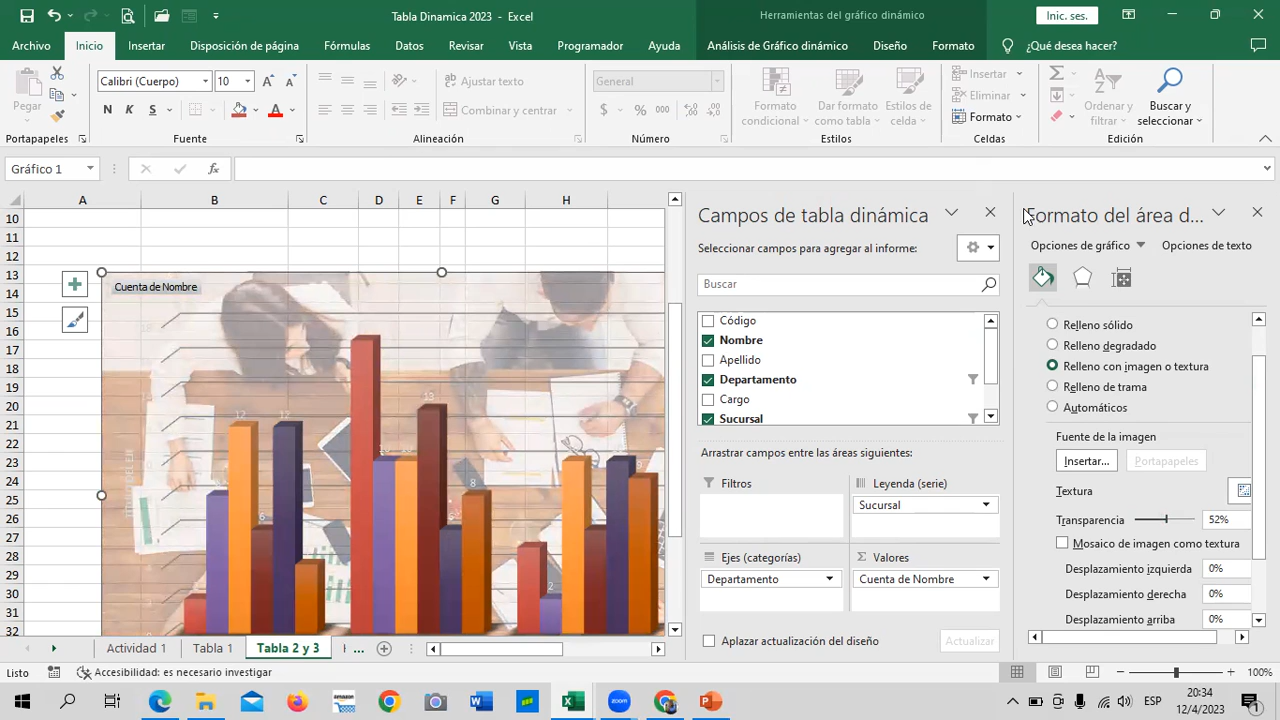 Tabla Dinamica 2023 - Excel
Herramientas del gráfico dinámico
Inic. ses.
Archivo Inicio Insertar Disposición de página Fórmulas Datos Revisar Vista Programador Ayuda Análisis de Gráfico dinámico Diseño Formato ¿Qué desea hacer?
Pegar
Calibri (Cuerpo) 10
N K S
Ajustar texto
Combinar y centrar
General
$ % 000
Formato condicional
Dar formato como tabla
Estilos de celda
Insertar
Eliminar
Formato
Ordenar y filtrar
Buscar y seleccionar
Portapapeles Fuente Alineación Número Estilos Celdas Edición
Gráfico 1
fx
A B C D E F G H
10
11
12
13
14
15
16
17
18
19
20
21
22
23
24
25
26
27
28
29
30
31
32
Cuenta de Nombre
12
12
13
8
Campos de tabla dinámica
Seleccionar campos para agregar al informe:
Buscar
Código
Nombre
Apellido
Departamento
Cargo
Sucursal
Arrastrar campos entre las áreas siguientes:
Filtros
Leyenda (serie)
Sucursal
Ejes (categorías)
Departamento
Valores
Cuenta de Nombre
Aplazar actualización del diseño
Actualizar
Formato del área d...
Opciones de gráfico Opciones de texto
Relleno sólido
Relleno degradado
Relleno con imagen o textura
Relleno de trama
Automáticos
Fuente de la imagen
Insertar... Portapapeles
Textura
Transparencia 52%
Mosaico de imagen como textura
Desplazamiento izquierda 0%
Desplazamiento derecha 0%
Desplazamiento arriba 0%
Actividad 1 Tabla 1 Tabla 2 y 3 ...
Listo
Accesibilidad: es necesario investigar
100%
ESP
20:34
12/4/2023